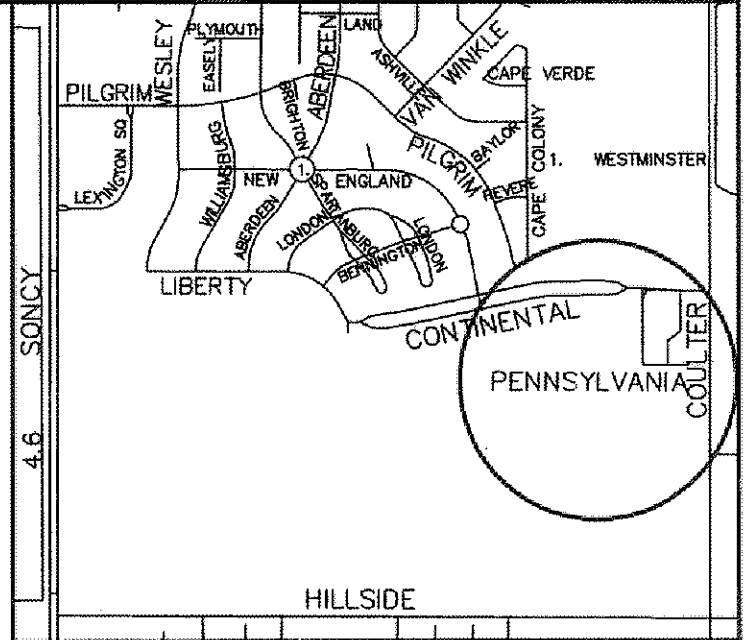 LAND
PLYMOUTH
WESLEY
EASELY
ABERDEEN
ASHVILLE
VAN WINKLE
CAPE VERDE
PILGRIM
BRIGHTON
LEXINGTON SQ
WILLIAMSBURG
1.
PILGRIM
BAYLOR
CAPE COLONY
1. WESTMINSTER
NEW ENGLAND
REVERE
ABERDEEN
SPARTANBURG
LONDON
LONDON
BENNINGTON
LIBERTY
SONCY
4.6
CONTINENTAL
COULTER
PENNSYLVANIA
HILLSIDE